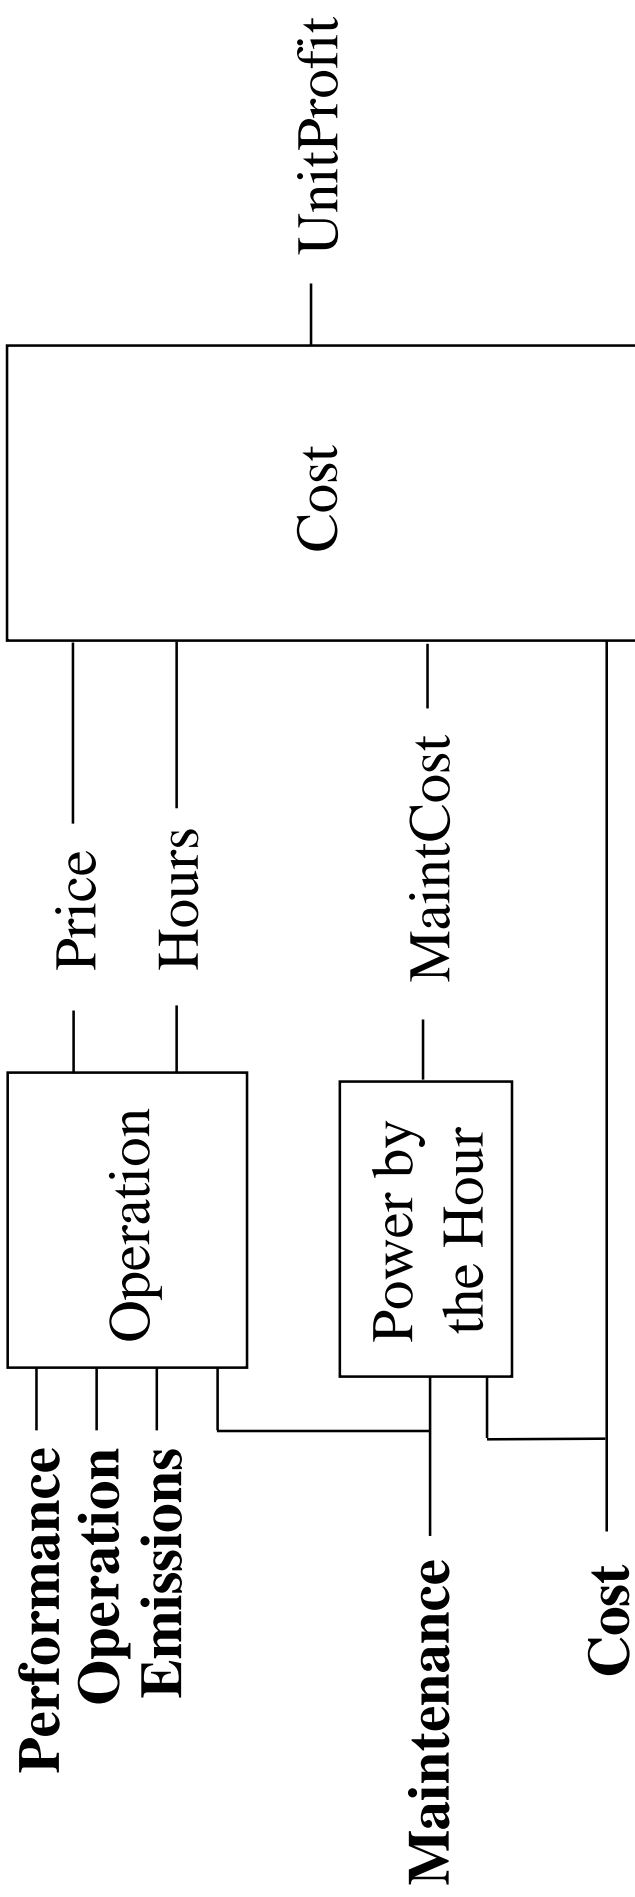 Performance
Operation
Emissions
Maintenance
Cost
Operation
Power by
the Hour
Price
Hours
MaintCost
Cost
UnitProfit